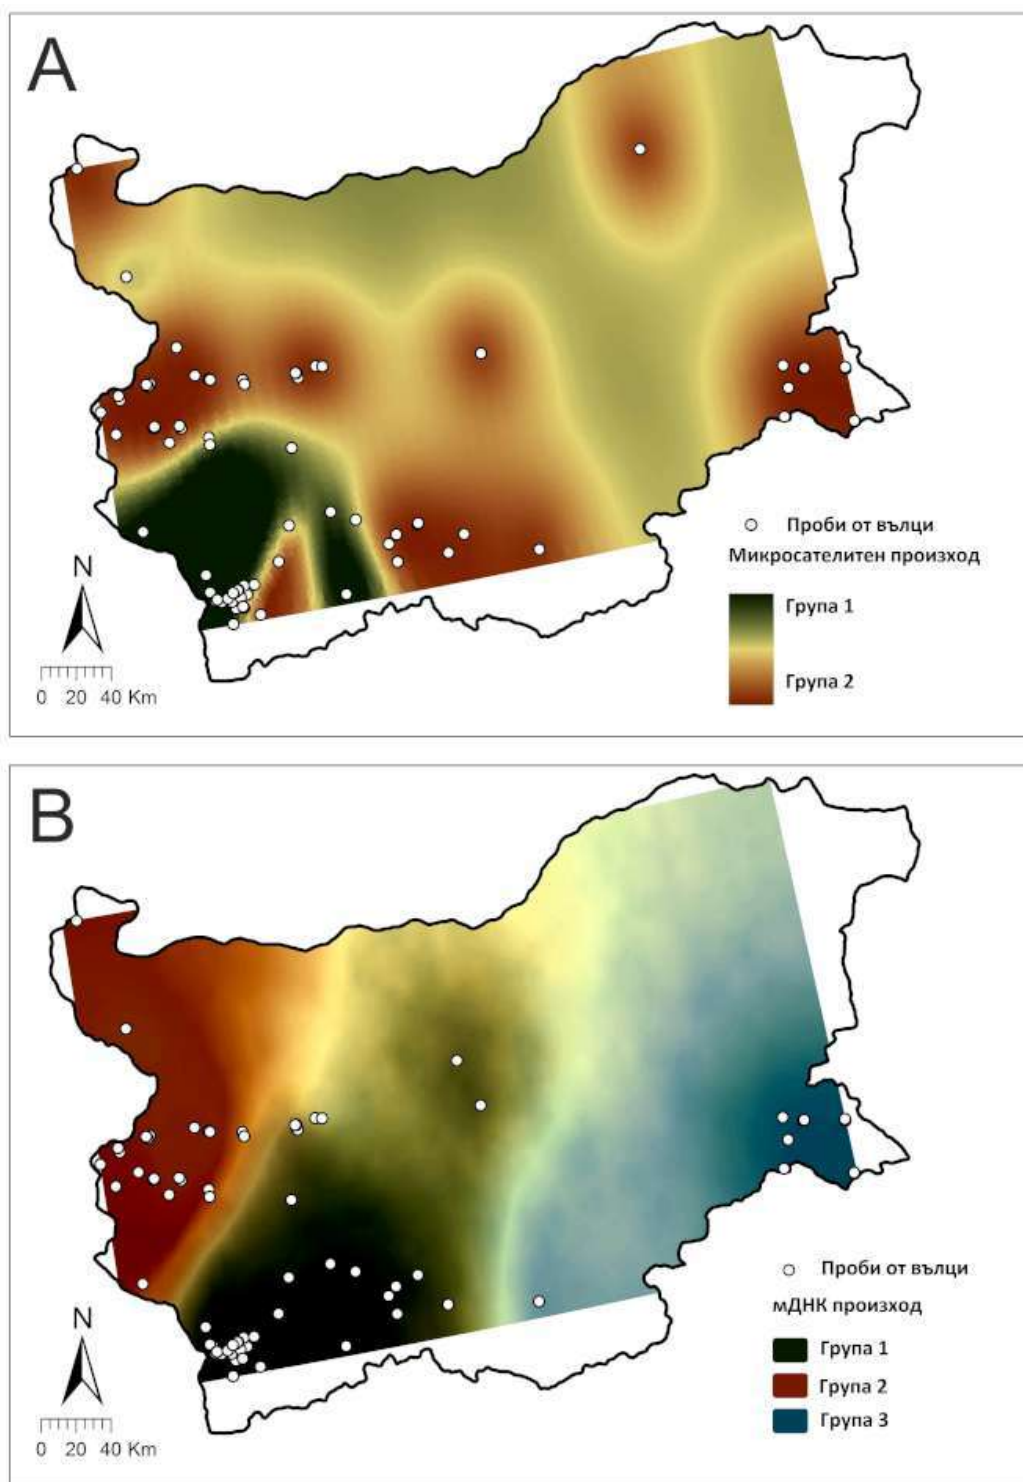 A
Проби от вълци
Микросателитен произход
Група 1
Група 2
N
0 20 40 Km
B
Проби от вълци
мДНК произход
Група 1
Група 2
Група 3
N
0 20 40 Km